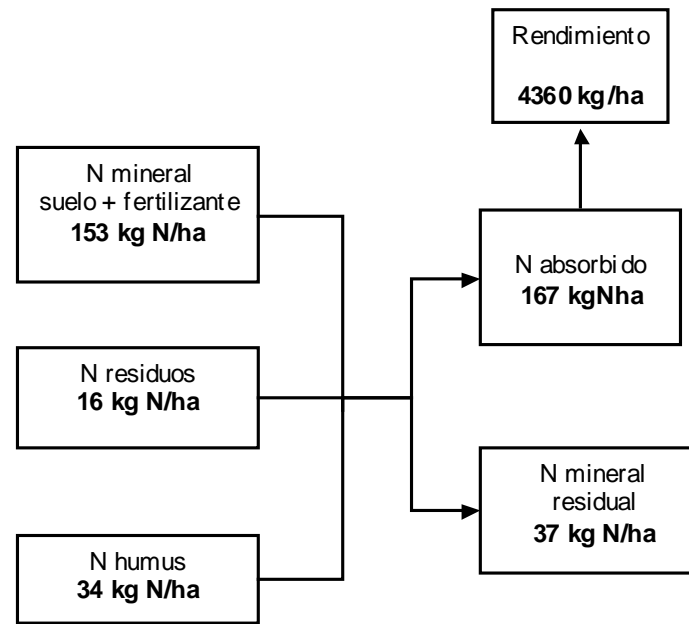 Rendimiento
4360 kg/ha
N mineral
suelo + fertilizante
153 kg N/ha
N absorbido
167 kgNha
N residuos
16 kg N/ha
N mineral
residual
37 kg N/ha
N humus
34 kg N/ha